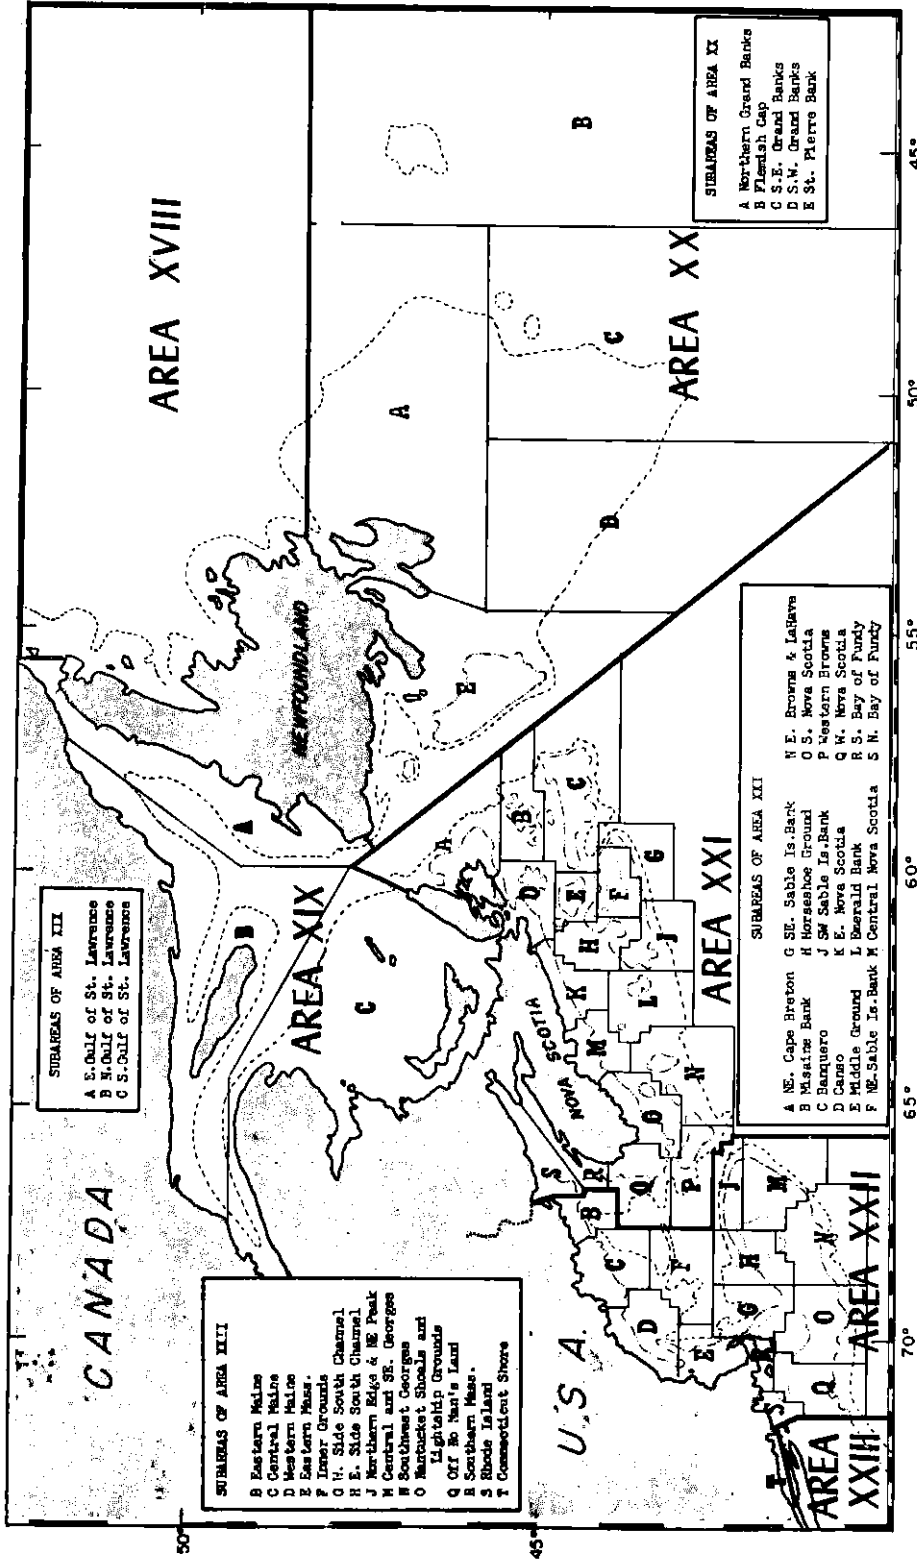 CANADA
U.S.A.
NEWFOUNDLAND
NOVA SCOTIA
AREA XVIII
AREA XIX
AREA XX
AREA XXI
AREA XXII
AREA
XXIII
SUBAREAS OF AREA XIX
A E.Gulf of St. Lawrence
B N.Gulf of St. Lawrence
C S.Gulf of St. Lawrence
SUBAREAS OF AREA XX
A Northern Grand Banks
B Flemish Cap
C S.E. Grand Banks
D S.W. Grand Banks
E St. Pierre Bank
SUBAREAS OF AREA XXI
A NE. Cape Breton
B Misaine Bank
C Banquero
D Canso
E Middle Ground
F NE.Sable Is.Bank
G SE. Sable Is.Bank
H Horseshoe Ground
J SW Sable Is.Bank
K E. Nova Scotia
L Emerald Bank
M Central Nova Scotia
N E. Browns & LaHave
O S. Nova Scotia
P Western Browns
Q W. Nova Scotia
R S. Bay of Fundy
S N. Bay of Fundy
SUBAREAS OF AREA XXII
B Eastern Maine
C Central Maine
D Western Maine
E Eastern Mass.
F Inner Grounds
G W. Side South Channel
H E. Side South Channel
J Northern Edge & NE Peak
M Central and SE. Georges
N Southwest Georges
O Nantucket Shoals and
Lightship Grounds
Q Off No Man's Land
R Southern Mass.
S Rhode Island
T Connecticut Shore
A
B
C
A
B
C
D
E
A
B
C
D
E
F
G
H
J
K
L
M
N
O
P
Q
R
S
B
C
D
E
F
G
H
J
M
N
O
Q
R
S
T
50°
45°
70°
65°
60°
55°
50°
45°